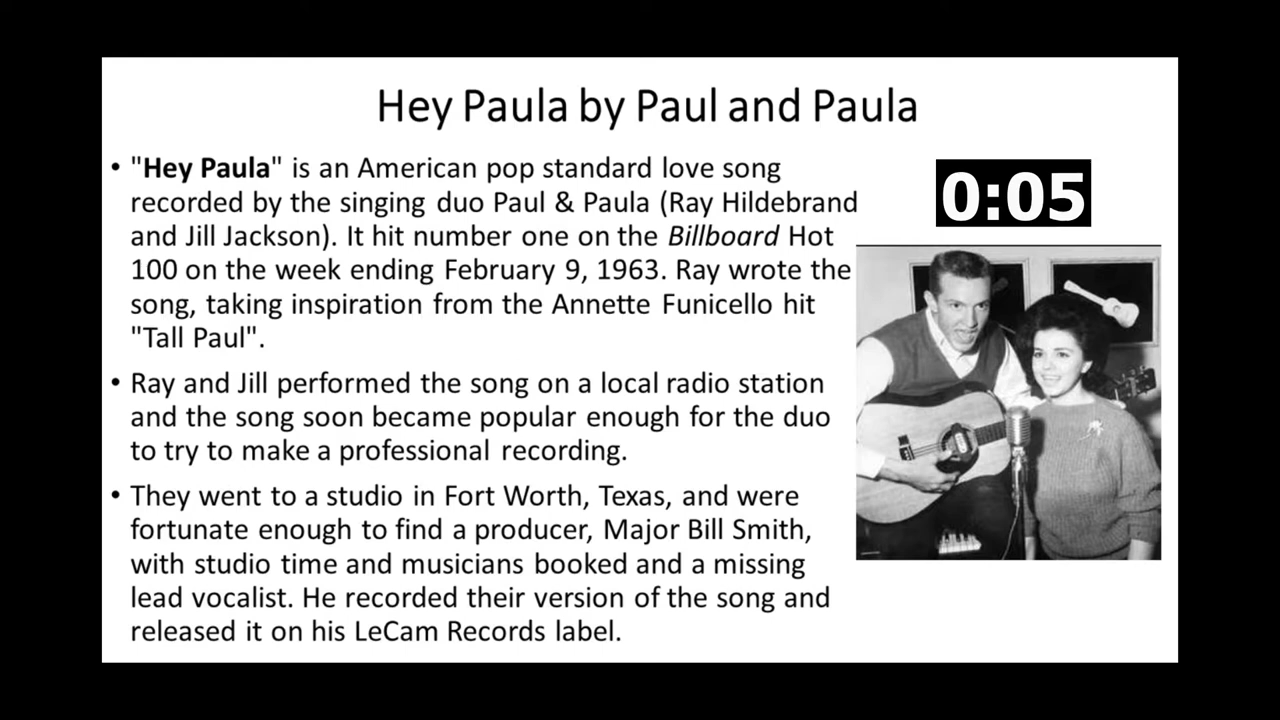 Hey Paula by Paul and Paula
• "Hey Paula" is an American pop standard love song
recorded by the singing duo Paul & Paula (Ray Hildebrand
and Jill Jackson). It hit number one on the Billboard Hot
100 on the week ending February 9, 1963. Ray wrote the
song, taking inspiration from the Annette Funicello hit
"Tall Paul".
• Ray and Jill performed the song on a local radio station
and the song soon became popular enough for the duo
to try to make a professional recording.
• They went to a studio in Fort Worth, Texas, and were
fortunate enough to find a producer, Major Bill Smith,
with studio time and musicians booked and a missing
lead vocalist. He recorded their version of the song and
released it on his LeCam Records label.
0:05